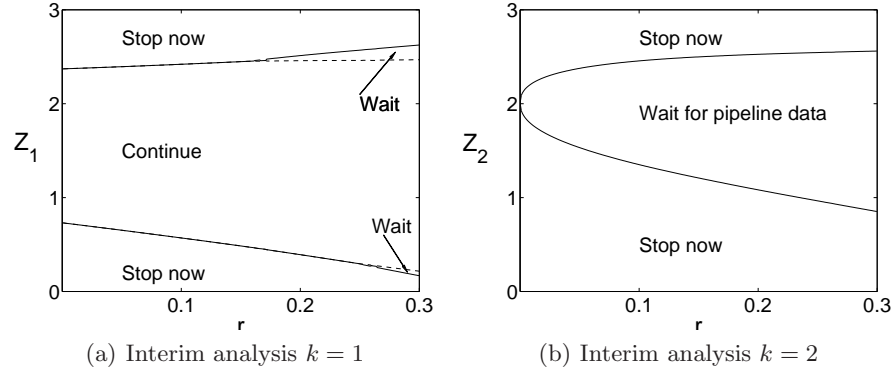 3
Stop now
Wait
2
Z1
Continue
1
Wait
Stop now
0
0.1
0.2
0.3
r
(a) Interim analysis k = 1
3
Stop now
2
Wait for pipeline data
Z2
1
Stop now
0
0.1
0.2
0.3
r
(b) Interim analysis k = 2